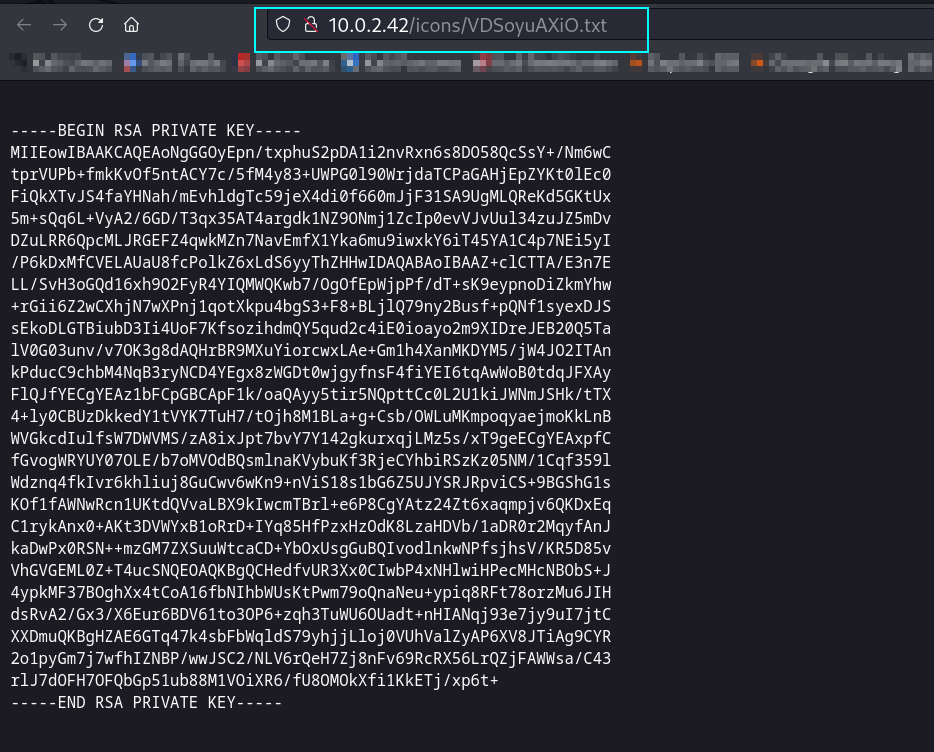 10.0.2.42/icons/VDSoyuAXiO.txt
-----BEGIN RSA PRIVATE KEY-----
MIIEowIBAAKCAQEAoNgGGOyEpn/txphuS2pDA1i2nvRxn6s8DO58QcSsY+/Nm6wC
tprVUPb+fmkKvOf5ntACY7c/5fM4y83+UWPG0l90WrjdaTCPaGAHjEpZYKt0lEc0
FiQkXTvJS4faYHNah/mEvhldgTc59jeX4di0f660mJjF31SA9UgMLQReKd5GKtUx
5m+sQq6L+VyA2/6GD/T3qx35AT4argdk1NZ9ONmj1ZcIp0evVJvUul34zuJZ5mDv
DZuLRR6QpcMLJRGEFZ4qwkMZn7NavEmfX1Yka6mu9iwxkY6iT45YA1C4p7NEi5yI
/P6kDxMfCVELAUaU8fcPolkZ6xLdS6yyThZHHwIDAQABAoIBAAZ+clCTTA/E3n7E
LL/SvH3oGQd16xh9O2FyR4YIQMWQKwb7/OgOfEpWjpPf/dT+sK9eypnoDiZkmYhw
+rGii6Z2wCXhjN7wXPnj1qotXkpu4bgS3+F8+BLjlQ79ny2Busf+pQNf1syexDJS
sEkoDLGTBiubD3Ii4UoF7KfsozihdmQY5qud2c4iE0ioayo2m9XIDreJEB20Q5Ta
lV0G03unv/v7OK3g8dAQHrBR9MXuYiorcwxLAe+Gm1h4XanMKDYM5/jW4JO2ITAn
kPducC9chbM4NqB3ryNCD4YEgx8zWGDt0wjgyfnsF4fiYEI6tqAwWoB0tdqJFXAy
FlQJfYECgYEAz1bFCpGBCApF1k/oaQAyy5tir5NQpttCc0L2U1kiJWNmJSHk/tTX
4+ly0CBUzDkkedY1tVYK7TuH7/tOjh8M1BLa+g+Csb/OWLuMKmpoqyaejmoKkLnB
WVGkcdIulfsW7DWVMS/zA8ixJpt7bvY7Y142gkurxqjLMz5s/xT9geECgYEAxpfC
fGvogWRYUY07OLE/b7oMVOdBQsmlnaKVybuKf3RjeCYhbiRSzKz05NM/1Cqf359l
Wdznq4fkIvr6khliuj8GuCwv6wKn9+nViS18s1bG6Z5UJYSRJRpviCS+9BGShG1s
KOf1fAWNwRcn1UKtdQVvaLBX9kIwcmTBrl+e6P8CgYAtz24Zt6xaqmpjv6QKDxEq
C1rykAnx0+AKt3DVWYxB1oRrD+IYq85HfPzxHzOdK8LzaHDVb/1aDR0r2MqyfAnJ
kaDwPx0RSN++mzGM7ZXSuuWtcaCD+YbOxUsgGuBQIvodlnkwNPfsjhsV/KR5D85v
VhGVGEML0Z+T4ucSNQEOAQKBgQCHedfvUR3Xx0CIwbP4xNHlwiHPecMHcNBObS+J
4ypkMF37BOghXx4tCoA16fbNIhbWUsKtPwm79oQnaNeu+ypiq8RFt78orzMu6JIH
dsRvA2/Gx3/X6Eur6BDV61to3OP6+zqh3TuWU6OUadt+nHIANqj93e7jy9uI7jtC
XXDmuQKBgHZAE6GTq47k4sbFbWqldS79yhjjLloj0VUhValZyAP6XV8JTiAg9CYR
2o1pyGm7j7wfhIZNBP/wwJSC2/NLV6rQeH7Zj8nFv69RcRX56LrQZjFAWWsa/C43
rlJ7dOFH7OFQbGp51ub88M1VOiXR6/fU8OMOkXfi1KkETj/xp6t+
-----END RSA PRIVATE KEY-----